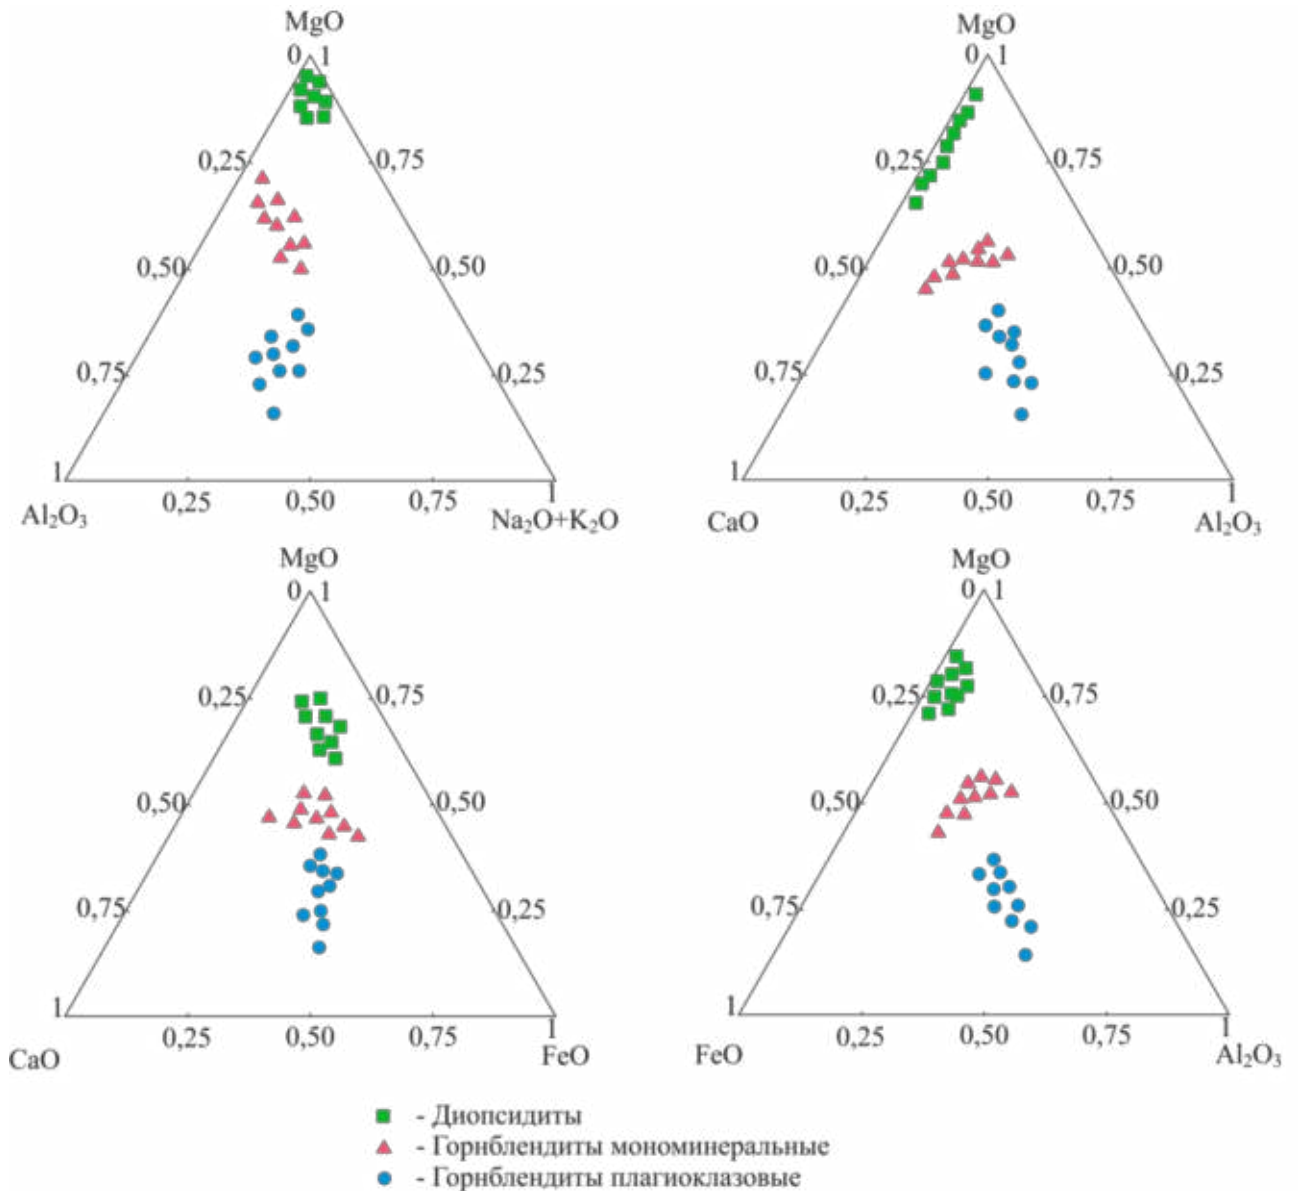 MgO MgO
0 1 0 1
0,25 0,75 0,25 0,75
0,50 0,50 0,50 0,50
0,75 0,25 0,75 0,25
1 1 1 1
0,25 0,50 0,75 0,25 0,50 0,75
Al₂O₃ Na₂O+K₂O CaO Al₂O₃
MgO MgO
0 1 0 1
0,25 0,75 0,25 0,75
0,50 0,50 0,50 0,50
0,75 0,25 0,75 0,25
1 1 1 1
0,25 0,50 0,75 0,25 0,50 0,75
CaO FeO FeO Al₂O₃
- Диопсидиты
- Горнблендиты мономинеральные
- Горнблендиты плагиоклазовые